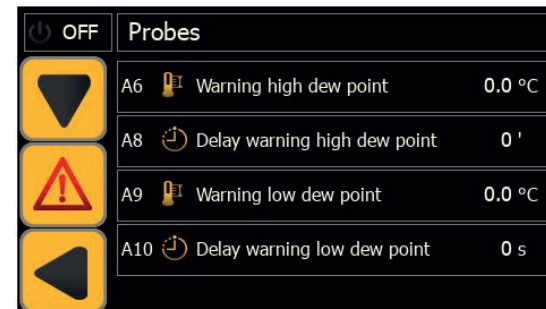 OFF Probes
A6 Warning high dew point 0.0 °C
A8 Delay warning high dew point 0 '
A9 Warning low dew point 0.0 °C
A10 Delay warning low dew point 0 s